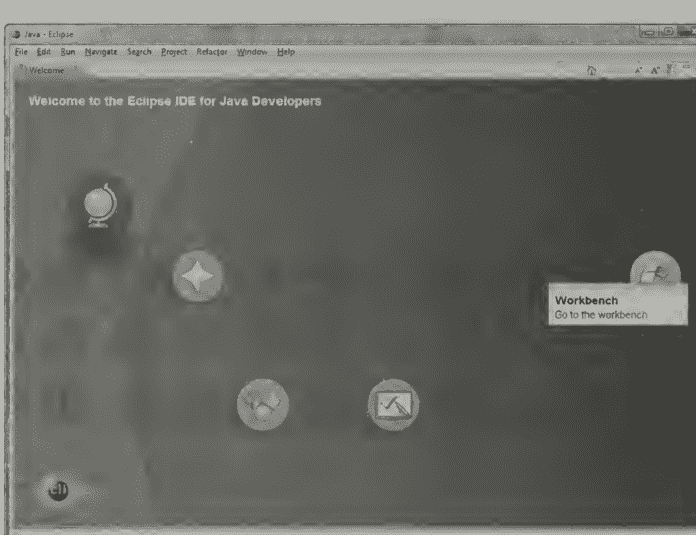 Java - Eclipse
File Edit Run Navigate Search Project Refactor Window Help
Welcome
Welcome to the Eclipse IDE for Java Developers
Workbench
Go to the workbench